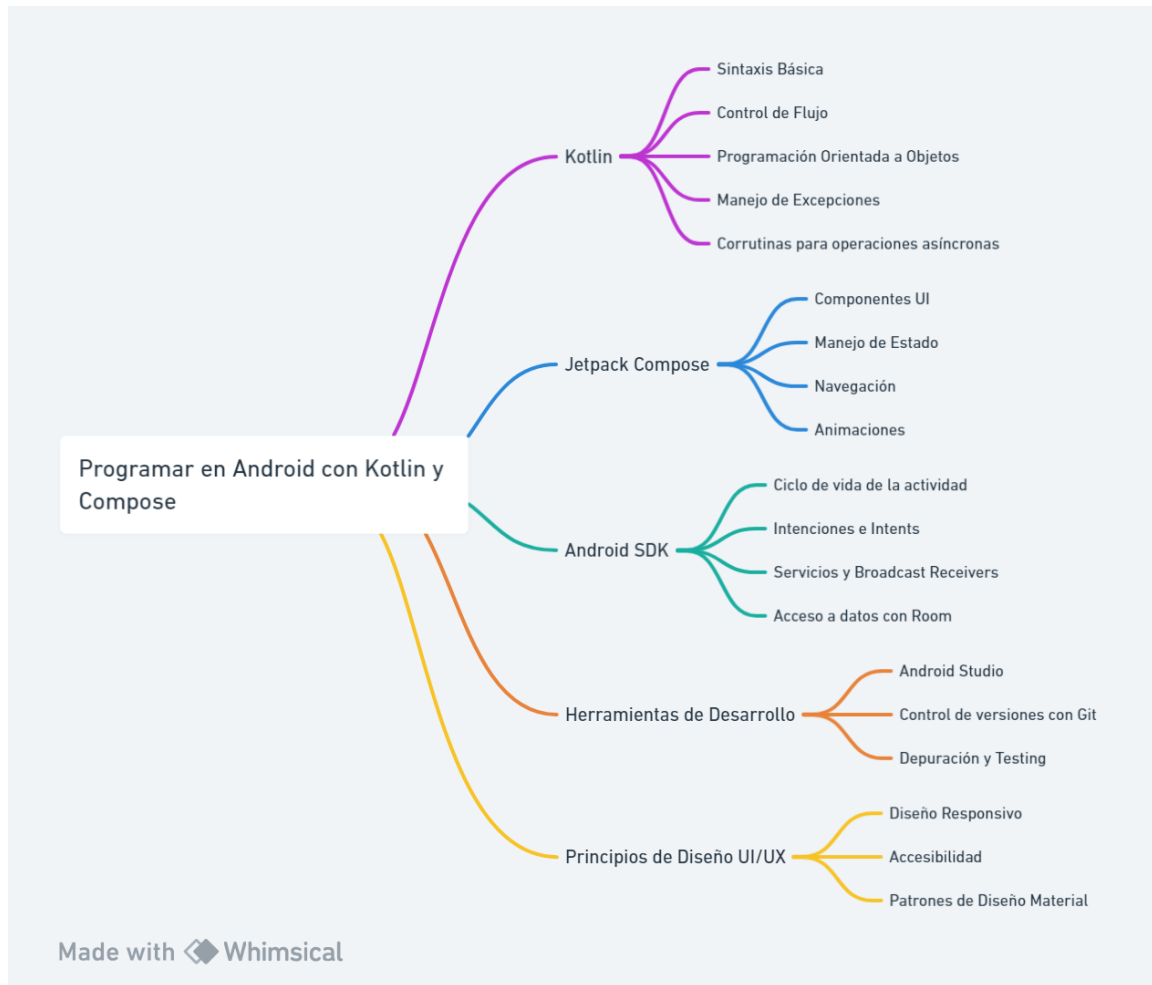 Programar en Android con Kotlin y
Compose
Kotlin
Sintaxis Básica
Control de Flujo
Programación Orientada a Objetos
Manejo de Excepciones
Corrutinas para operaciones asíncronas
Jetpack Compose
Componentes UI
Manejo de Estado
Navegación
Animaciones
Android SDK
Ciclo de vida de la actividad
Intenciones e Intents
Servicios y Broadcast Receivers
Acceso a datos con Room
Herramientas de Desarrollo
Android Studio
Control de versiones con Git
Depuración y Testing
Principios de Diseño UI/UX
Diseño Responsivo
Accesibilidad
Patrones de Diseño Material
Made with Whimsical